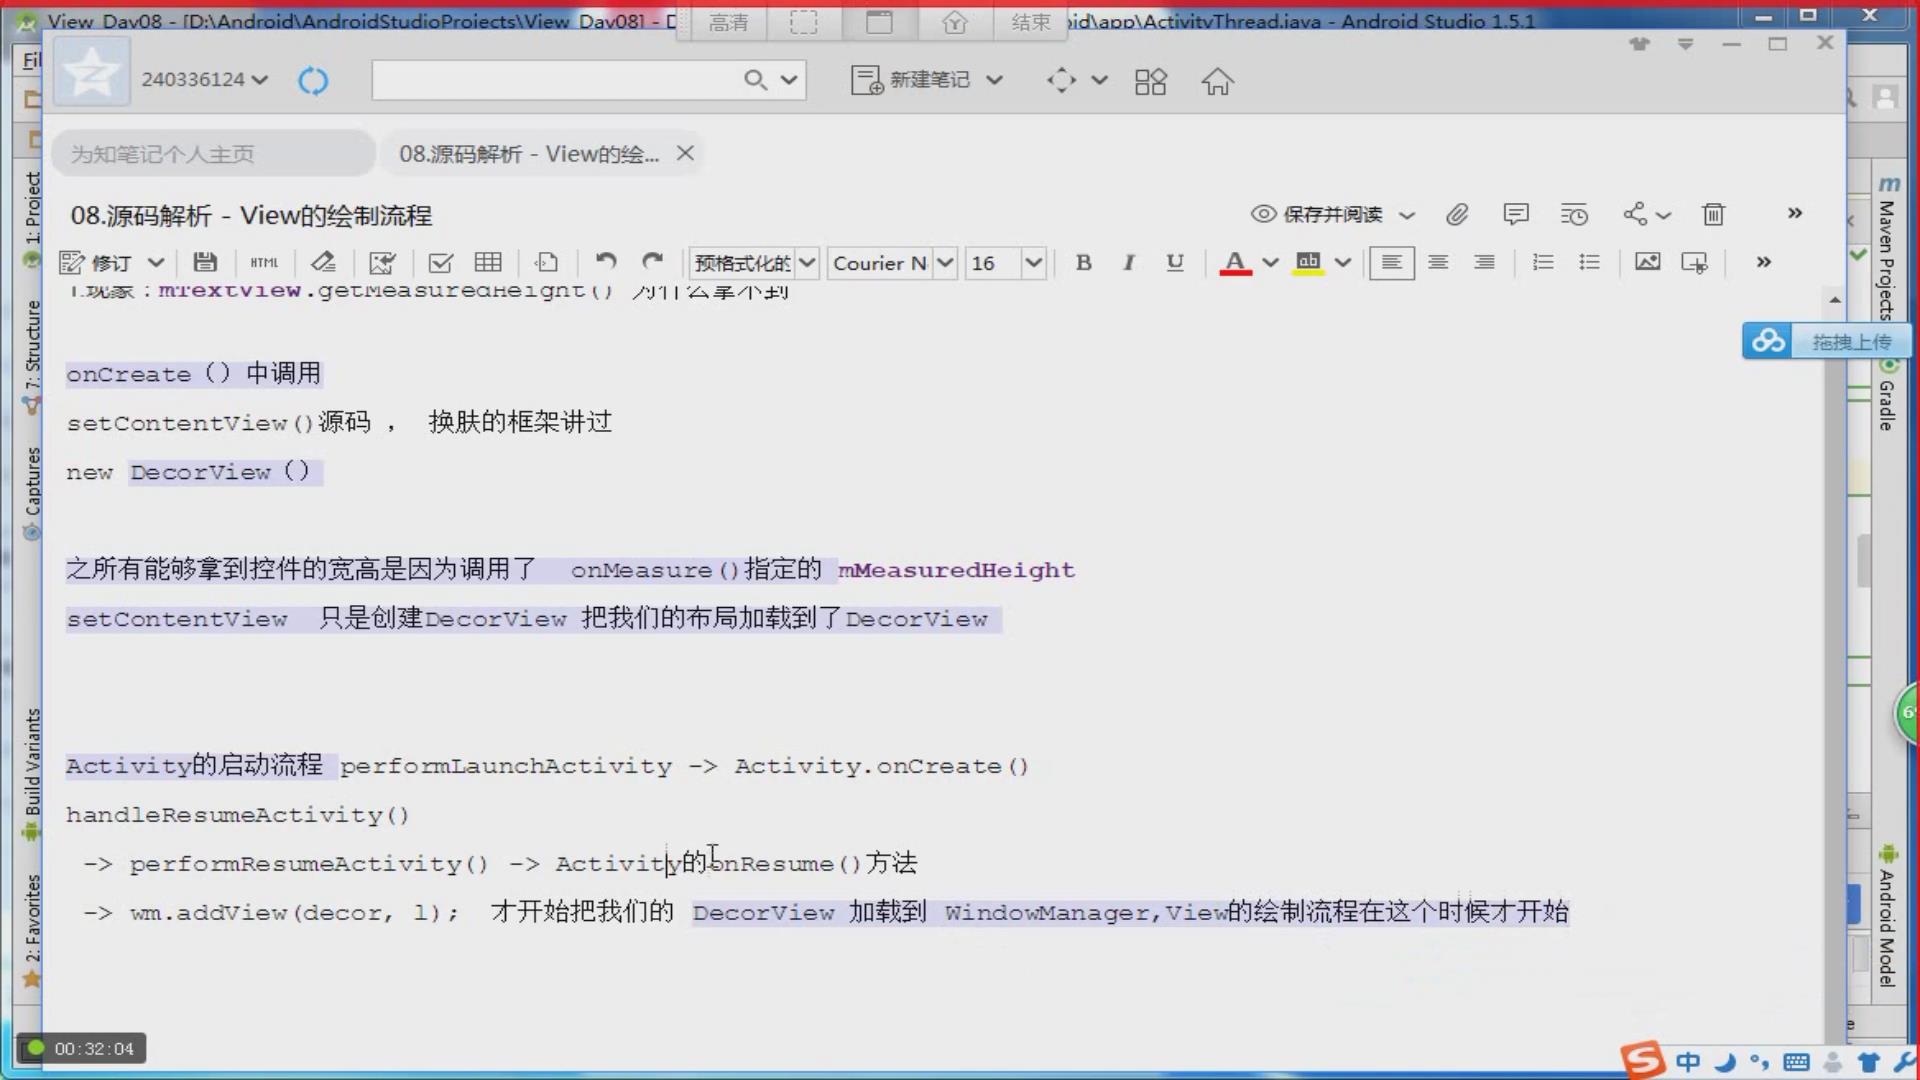 View_Day08 - [D:\Android\AndroidStudioProjects\View_Day08] - D
高清
结束
id\app\ActivityThread.java - Android Studio 1.5.1
240336124
新建笔记
为知笔记个人主页
08.源码解析 - View的绘...
08.源码解析 - View的绘制流程
保存并阅读
修订
HTML
预格式化的
Courier N
16
B I U A ab
1.现象：mTextView.getMeasuredHeight() 为什么拿不到
onCreate（）中调用
setContentView()源码 ， 换肤的框架讲过
new DecorView（）
之所有能够拿到控件的宽高是因为调用了 onMeasure()指定的 mMeasuredHeight
setContentView 只是创建DecorView 把我们的布局加载到了DecorView
Activity的启动流程 performLaunchActivity -> Activity.onCreate()
handleResumeActivity()
-> performResumeActivity() -> Activity的onResume()方法
-> wm.addView(decor, l); 才开始把我们的 DecorView 加载到 WindowManager,View的绘制流程在这个时候才开始
1: Project
7: Structure
Captures
Build Variants
2: Favorites
Maven Projects
Gradle
Android Model
拖拽上传
00:32:04
中